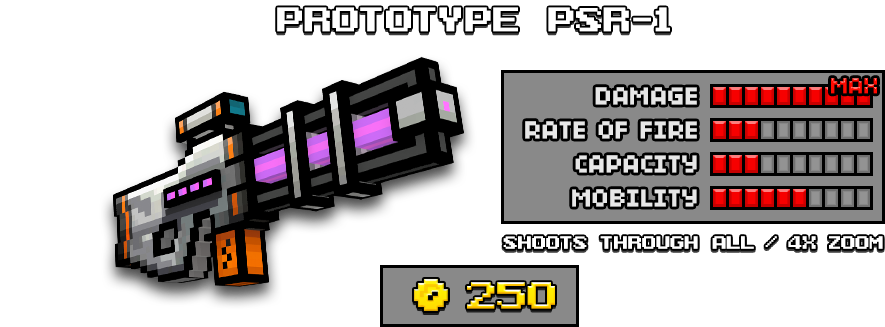 PROTOTYPE PSR-1
DAMAGE MAX
RATE OF FIRE
CAPACITY
MOBILITY
SHOOTS THROUGH ALL / 4X ZOOM
250